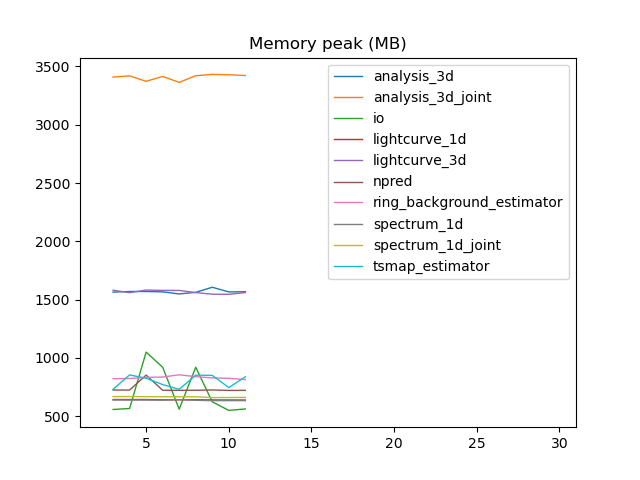 Memory peak (MB)
3500
3000
2500
2000
1500
1000
500
analysis_3d
analysis_3d_joint
io
lightcurve_1d
lightcurve_3d
npred
ring_background_estimator
spectrum_1d
spectrum_1d_joint
tsmap_estimator
5 10 15 20 25 30